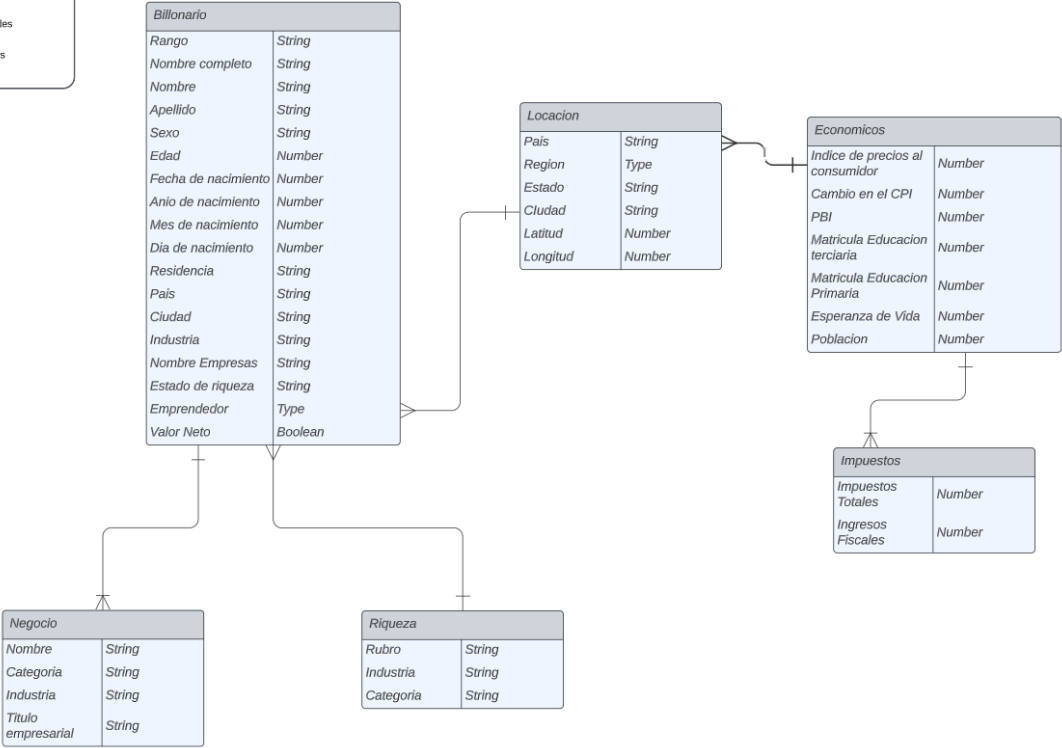 les
s
Billonario
Rango String
Nombre completo String
Nombre String
Apellido String
Sexo String
Edad Number
Fecha de nacimiento Number
Anio de nacimiento Number
Mes de nacimiento Number
Dia de nacimiento Number
Residencia String
Pais String
Ciudad String
Industria String
Nombre Empresas String
Estado de riqueza String
Emprendedor Type
Valor Neto Boolean
Locacion
Pais String
Region Type
Estado String
CIudad String
Latitud Number
Longitud Number
Economicos
Indice de precios al
consumidor Number
Cambio en el CPI Number
PBI Number
Matricula Educacion
terciaria Number
Matricula Educacion
Primaria Number
Esperanza de Vida Number
Poblacion Number
Impuestos
Impuestos
Totales Number
Ingresos
Fiscales Number
Negocio
Nombre String
Categoria String
Industria String
Titulo
empresarial String
Riqueza
Rubro String
Industria String
Categoria String